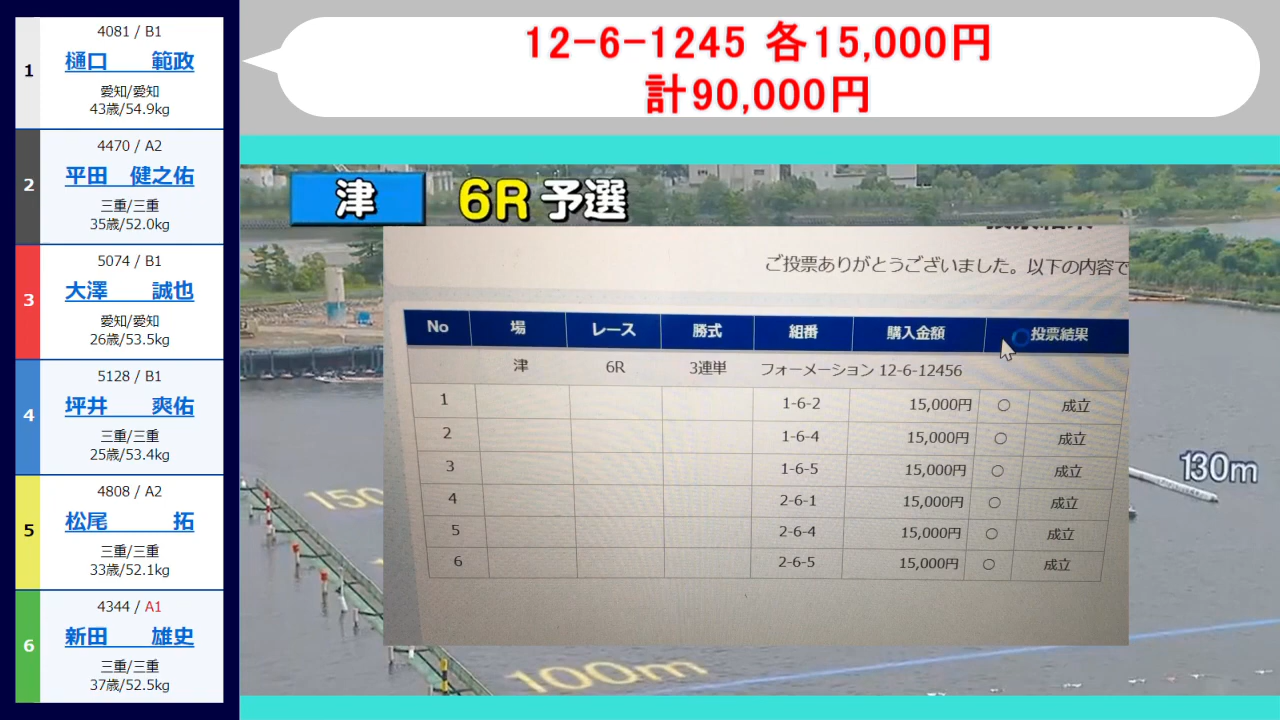 1
4081 / B1
樋口 範政
愛知/愛知
43歳/54.9kg
2
4470 / A2
平田 健之佑
三重/三重
35歳/52.0kg
3
5074 / B1
大澤 誠也
愛知/愛知
26歳/53.5kg
4
5128 / B1
坪井 爽佑
三重/三重
25歳/53.4kg
5
4808 / A2
松尾 拓
三重/三重
33歳/52.1kg
6
4344 / A1
新田 雄史
三重/三重
37歳/52.5kg
12-6-1245 各15,000円
計90,000円
津 6R 予選
ご投票ありがとうございました。以下の内容で
No 場 レース 勝式 組番 購入金額 投票結果
津 6R 3連単 フォーメーション 12-6-12456
1 1-6-2 15,000円 ○ 成立
2 1-6-4 15,000円 ○ 成立
3 1-6-5 15,000円 ○ 成立
4 2-6-1 15,000円 ○ 成立
5 2-6-4 15,000円 ○ 成立
6 2-6-5 15,000円 ○ 成立
130m
150
100m